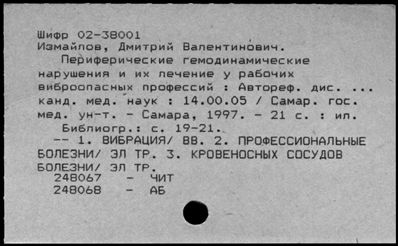 Шифр 02-38001
Измайлов, Дмитрий Валентинович.
Периферические гемодинамические
нарушения и их лечение у рабочих
виброопасных профессий : Автореф. дис. ...
канд. мед. наук : 14.00.05 / Самар. гос.
мед. ун-т. - Самара, 1997. - 21 с. : ил.
Библиогр.: с. 19-21.
-- 1. ВИБРАЦИЯ/ ВВ. 2. ПРОФЕССИОНАЛЬНЫЕ
БОЛЕЗНИ/ ЭЛ ТР. 3. КРОВЕНОСНЫХ СОСУДОВ
БОЛЕЗНИ/ ЭЛ ТР.
248067 - ЧИТ
248068 - АБ